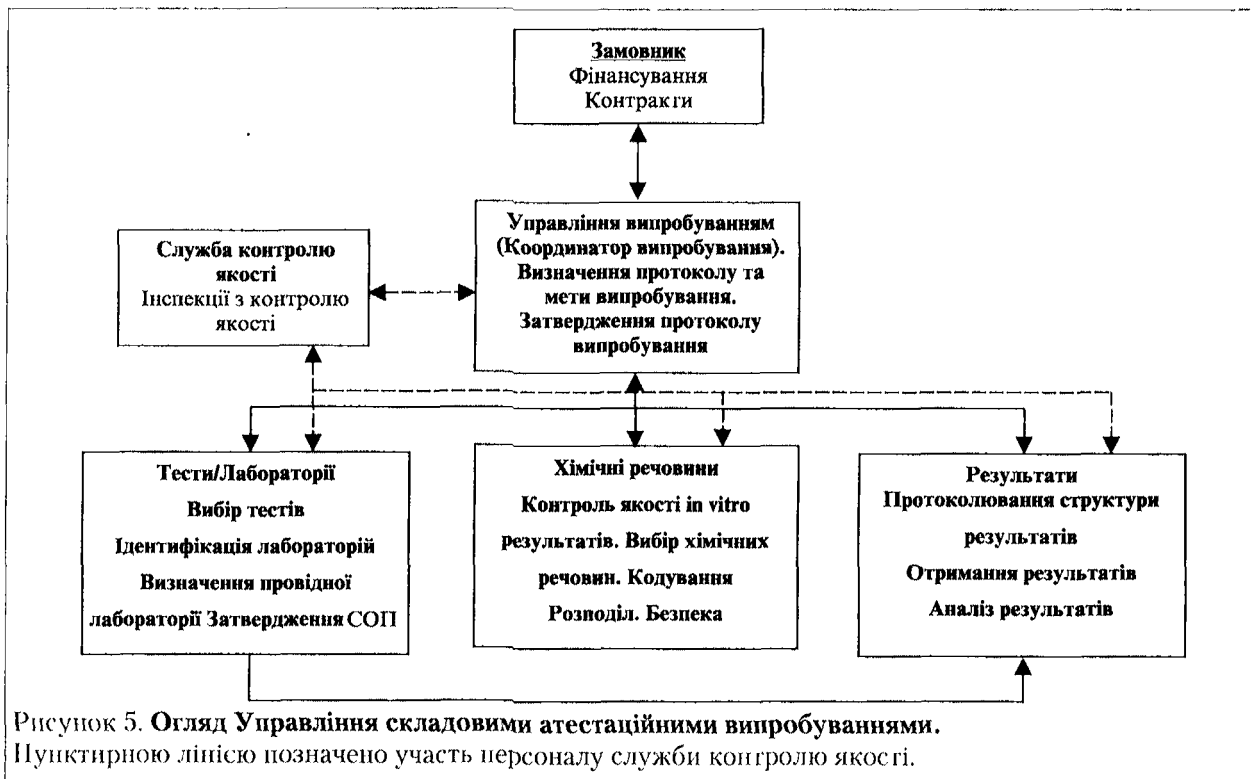 Замовник
Фінансування
Контракти
Управління випробуванням
(Координатор випробування).
Визначення протоколу та
мети випробування.
Затвердження протоколу
випробування
Служба контролю
якості
Інспекції з контролю
якості
Тести/Лабораторії
Вибір тестів
Ідентифікація лабораторій
Визначення провідної
лабораторії Затвердження СОП
Хімічні речовини
Контроль якості in vitro
результатів. Вибір хімічних
речовин. Кодування
Розподіл. Безпека
Результати
Протоколювання структури
результатів
Отримання результатів
Аналіз результатів
Рисунок 5. Огляд Управління складовими атестаційними випробуваннями.
Пунктирною лінією позначено участь персоналу служби контролю якості.